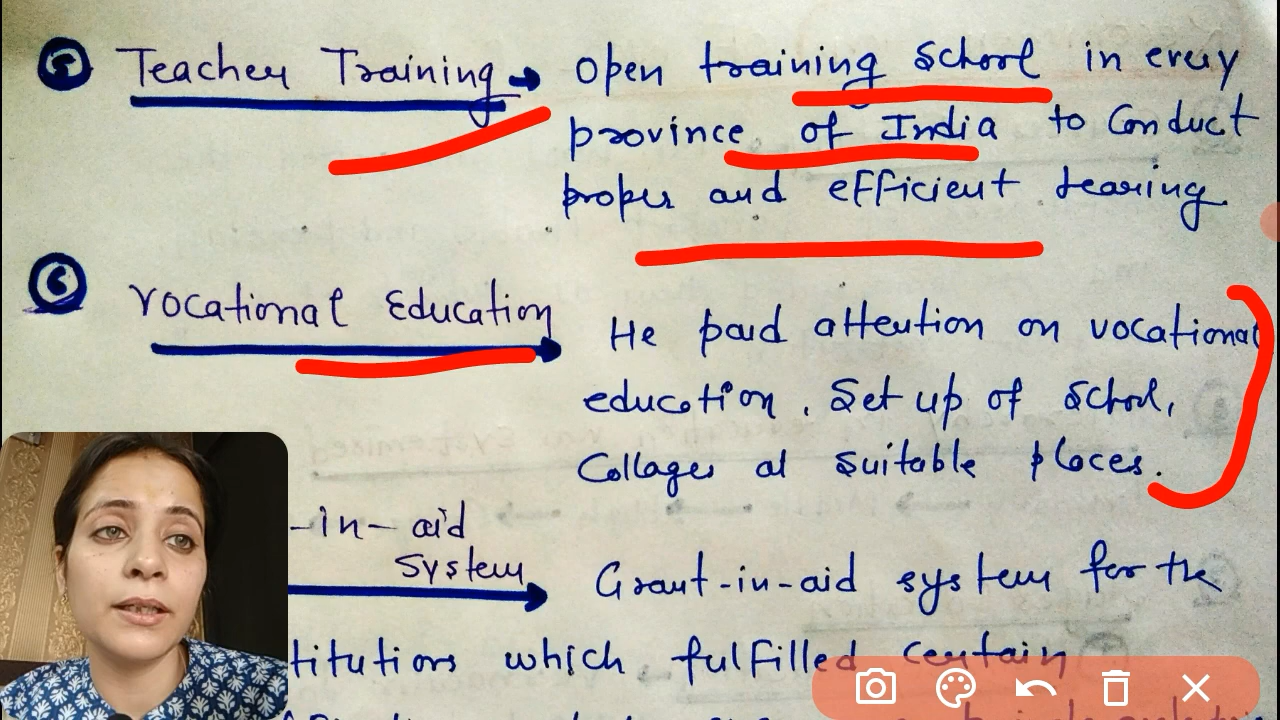 5 Teacher Training → Open training School in every
province of India to Conduct
proper and efficient tearing
6 Vocational Education → He paid attention on vocational
education. Set up of School,
Collages at Suitable places.
-in-aid
System → Grant-in-aid system for the
titutions which fulfilled certain